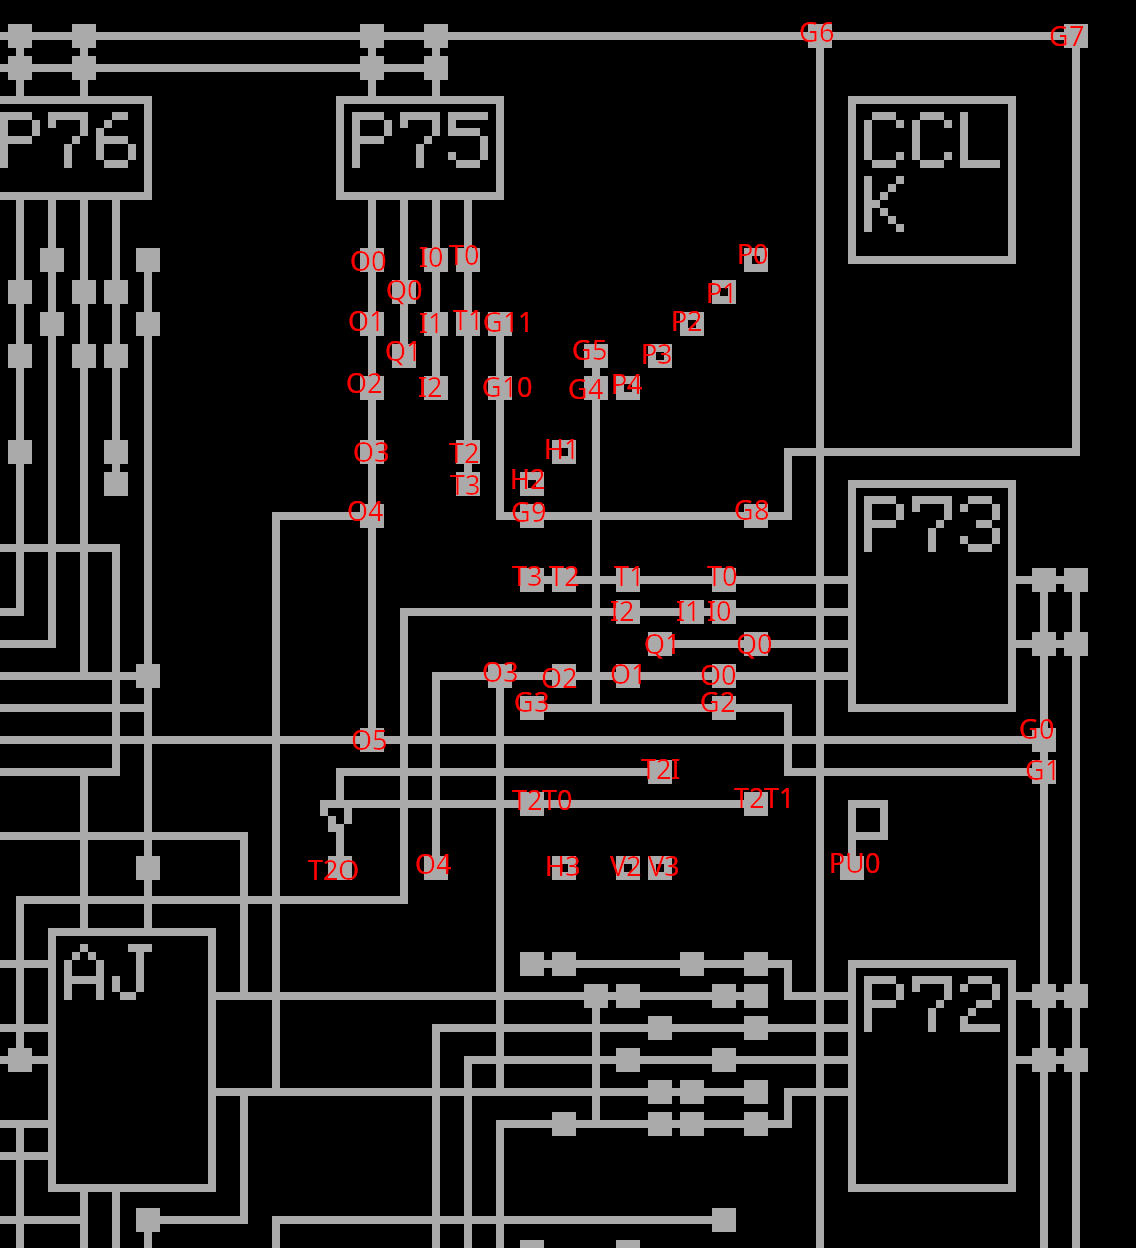 G6 G7
P76 P75 CCL
K
O0 I0 T0 P0
Q0 P1
O1 I1 T1 G11 P2
Q1 G5 P3
O2 I2 G10 G4 P4
O3 T2 H1
T3 H2
O4 G9 G8 P73
T3 T2 T1 T0
I2 I1 I0
Q1 Q0
O3 O2 O1 O0
G3 G2
O5 G0
T2I G1
T2T0 T2T1
T2O O4 H3 V2 V3 PU0
AJ P72